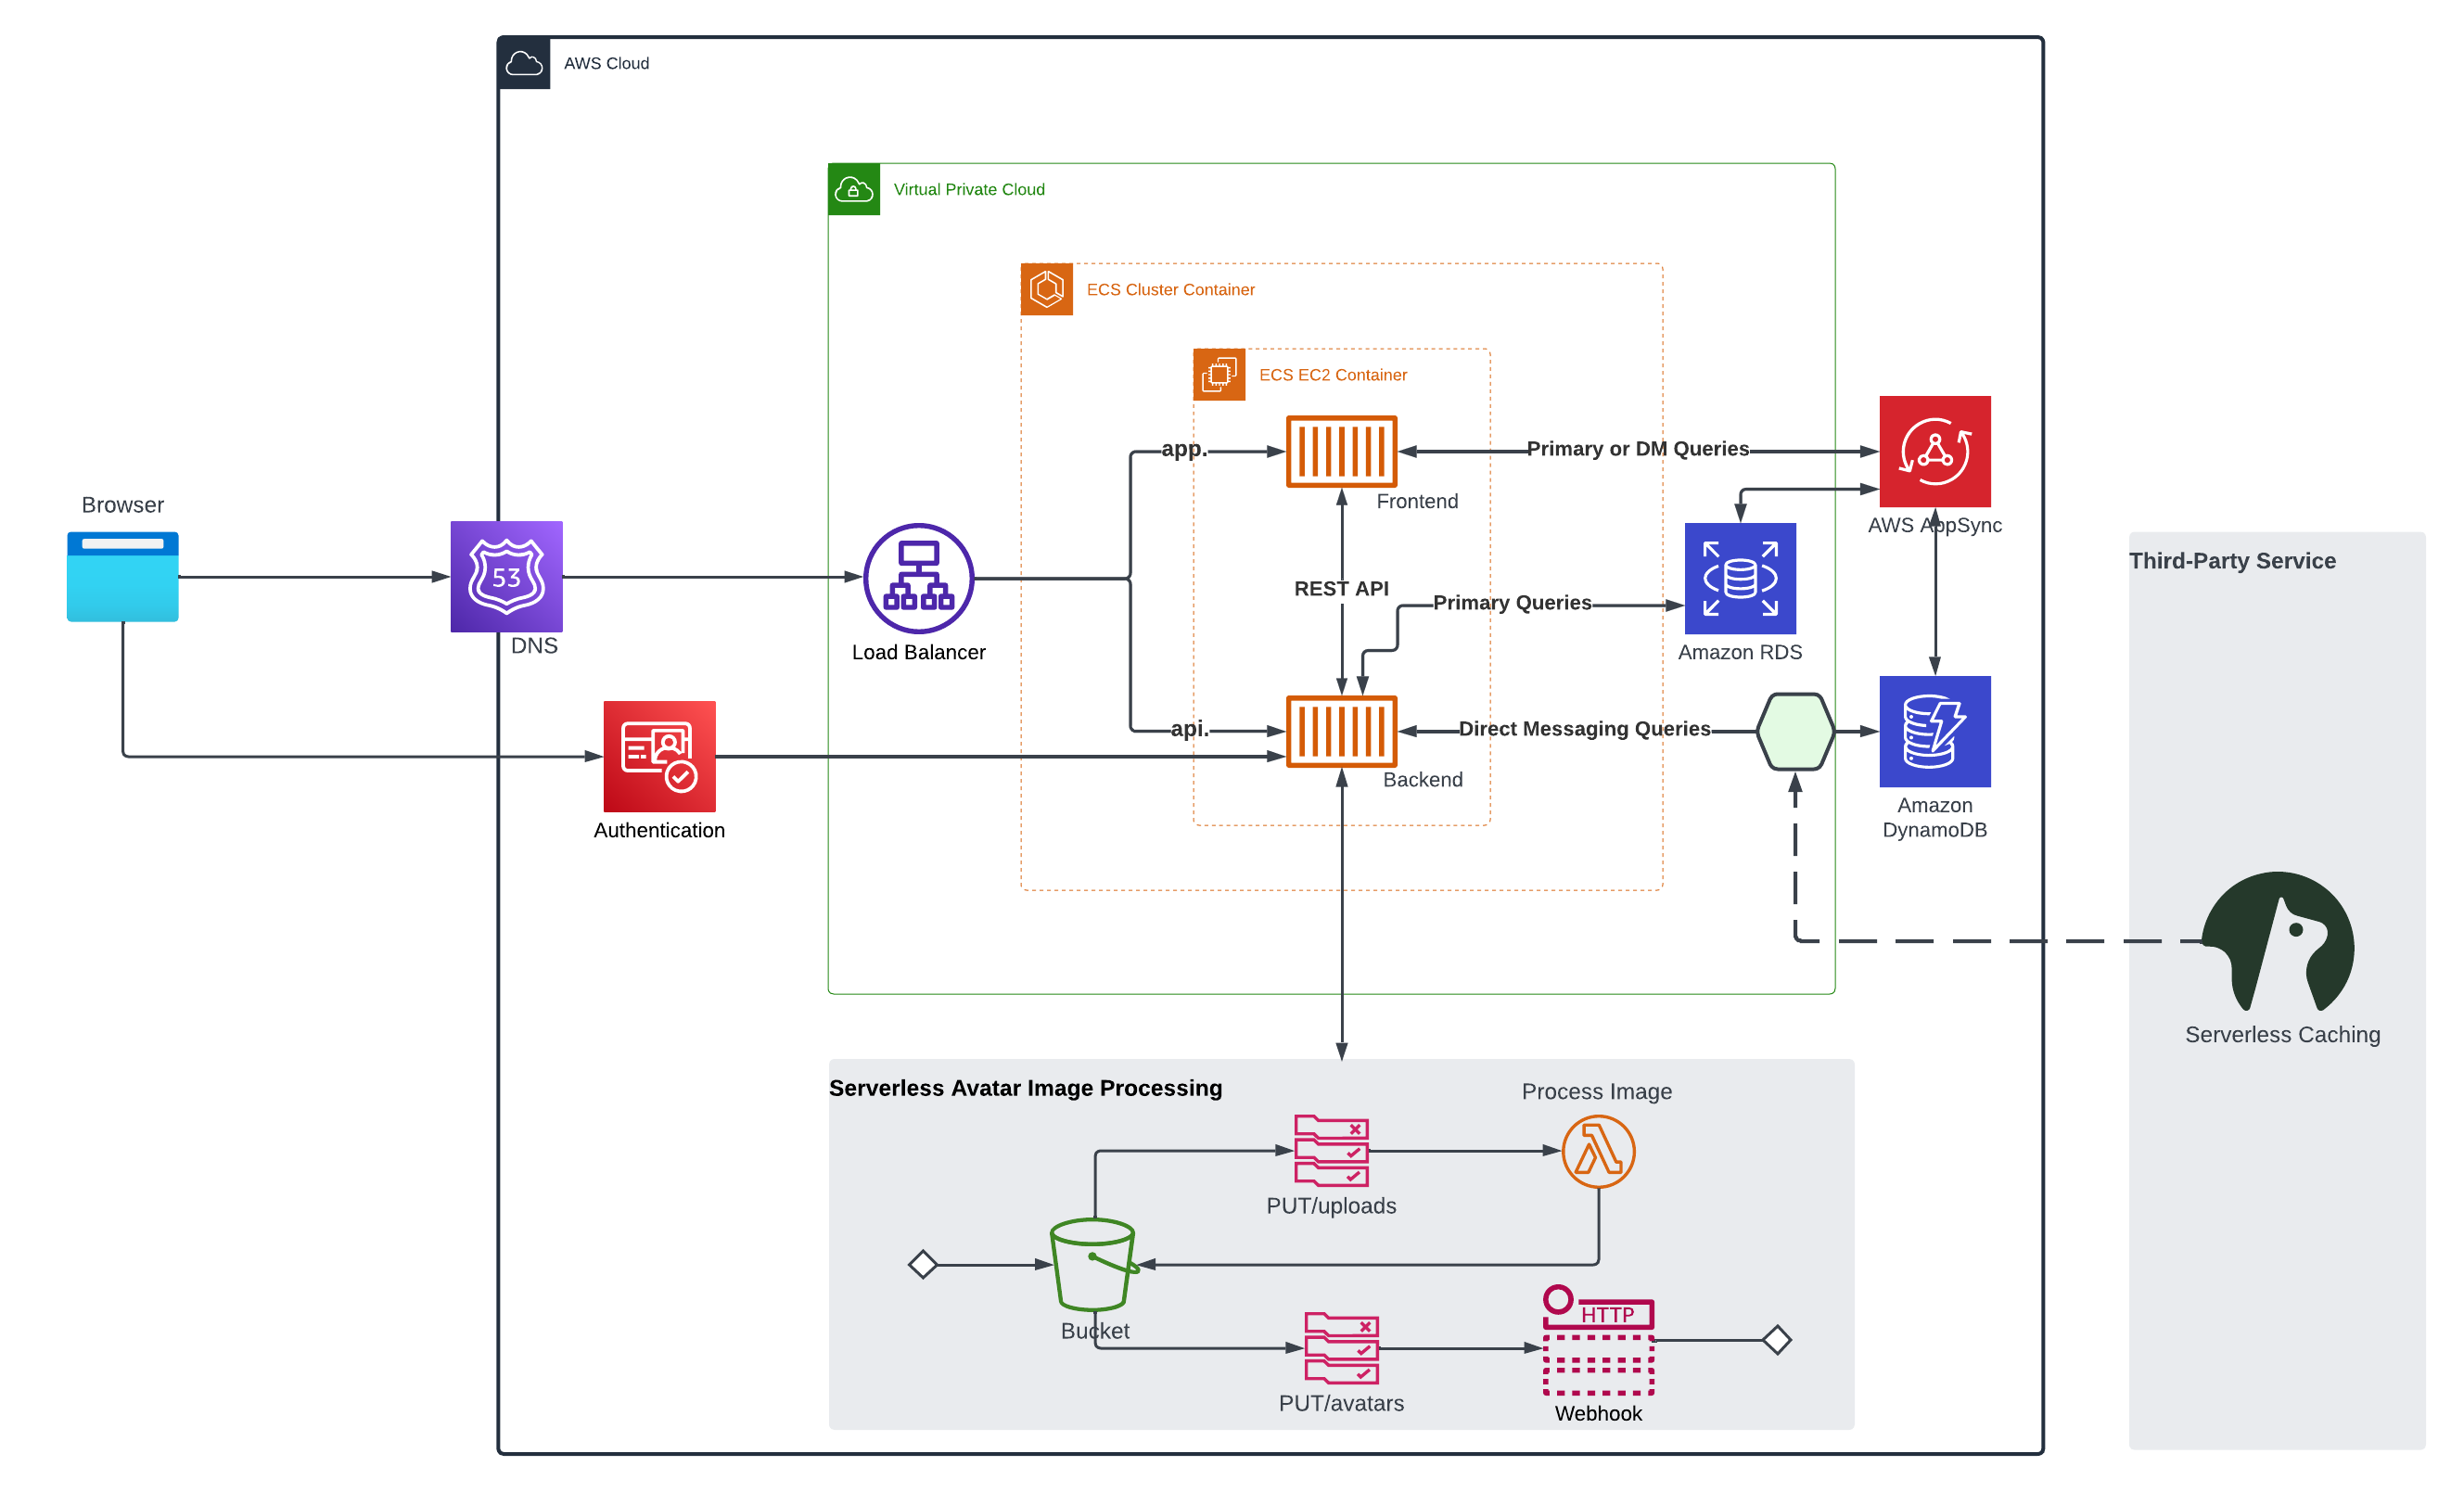 AWS Cloud
Virtual Private Cloud
ECS Cluster Container
ECS EC2 Container
app.
Primary or DM Queries
Frontend
Browser
53
DNS
AWS AppSync
Third-Party Service
REST API
Primary Queries
Load Balancer
Amazon RDS
api.
Direct Messaging Queries
Backend
Authentication
Amazon
DynamoDB
Serverless Caching
Serverless Avatar Image Processing
Process Image
PUT/uploads
HTTP
Bucket
PUT/avatars
Webhook